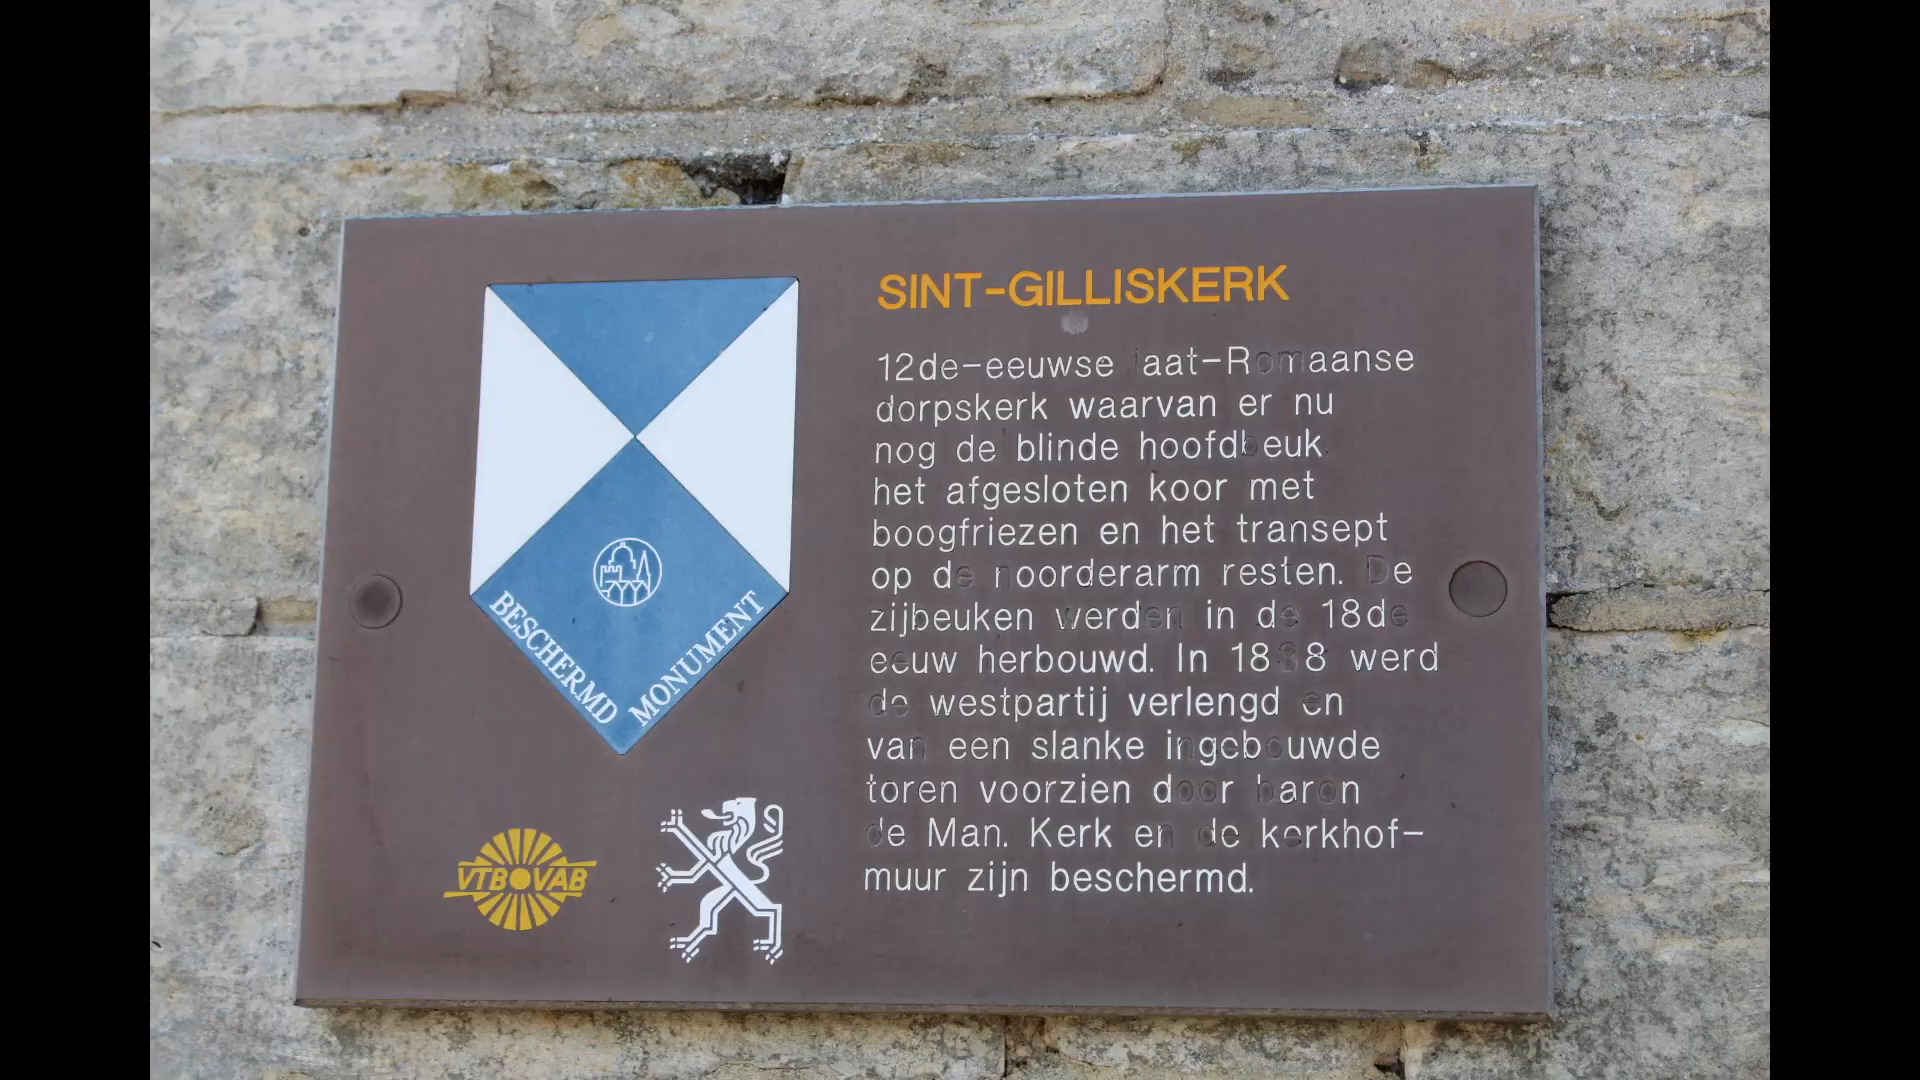 SINT-GILLISKERK
12de-eeuwse laat-Romaanse
dorpskerk waarvan er nu
nog de blinde hoofdbeuk
het afgesloten koor met
boogfriezen en het transept
op de noorderarm resten. De
zijbeuken werden in de 18de
eeuw herbouwd. In 1838 werd
de westpartij verlengd en
van een slanke ingebouwde
toren voorzien door baron
de Man. Kerk en de kerkhof-
muur zijn beschermd.
BESCHERMD
MONUMENT
VTB VAB